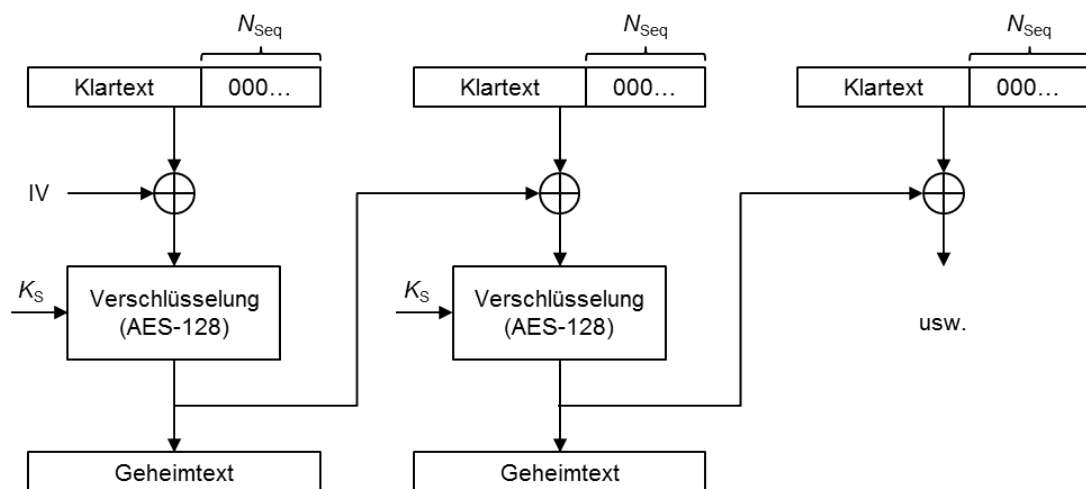 N_Seq N_Seq N_Seq
Klartext 000… Klartext 000… Klartext 000…
IV
K_S Verschlüsselung (AES-128) K_S Verschlüsselung (AES-128) usw.
Geheimtext Geheimtext